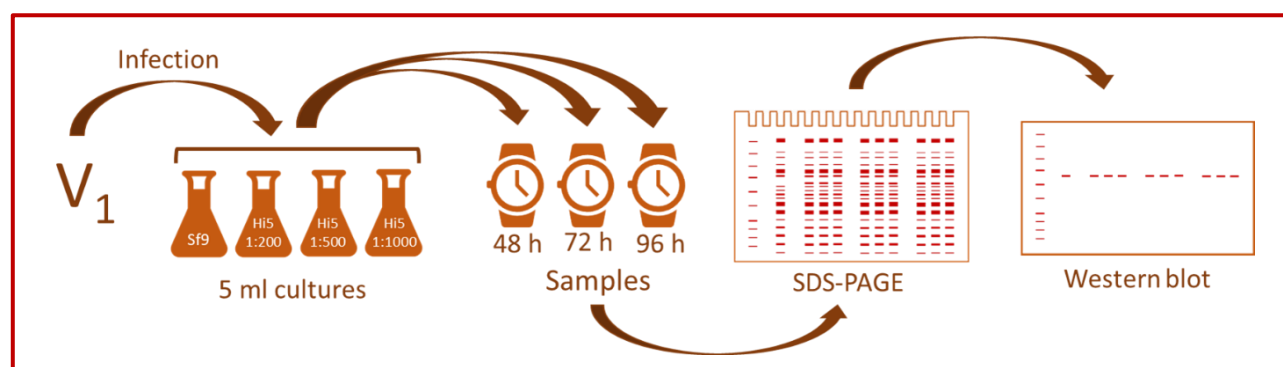 Infection
V1
Sf9
Hi5
1:200
Hi5
1:500
Hi5
1:1000
5 ml cultures
48 h
72 h
96 h
Samples
SDS-PAGE
Western blot